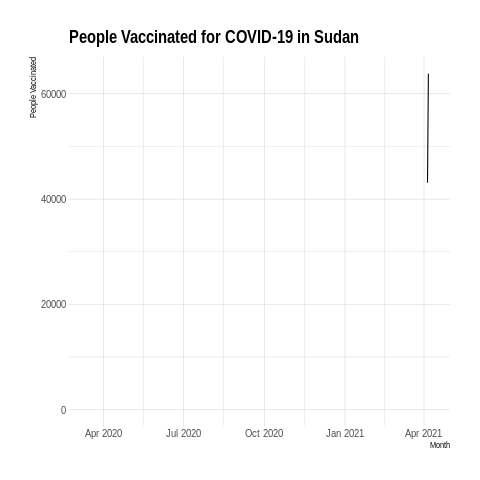 People Vaccinated for COVID-19 in Sudan
People Vaccinated
60000
40000
20000
0
Apr 2020 Jul 2020 Oct 2020 Jan 2021 Apr 2021
Month